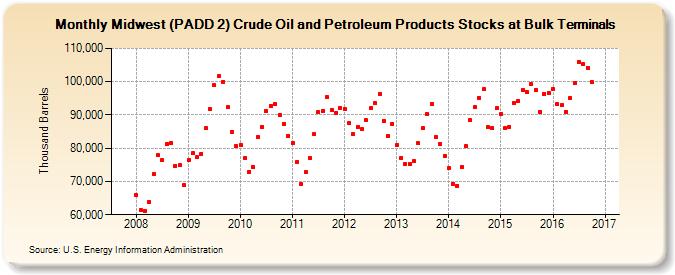 Monthly Midwest (PADD 2) Crude Oil and Petroleum Products Stocks at Bulk Terminals
Thousand Barrels
110,000
100,000
90,000
80,000
70,000
60,000
2008 2009 2010 2011 2012 2013 2014 2015 2016 2017
Source: U.S. Energy Information Administration